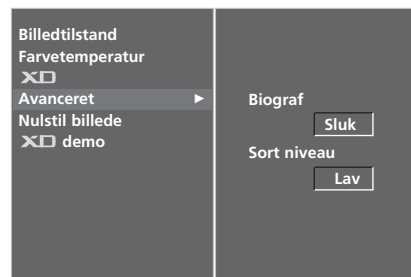 Billedtilstand
Farvetemperatur
XD
Avanceret ►
Nulstil billede
XD demo
Biograf
Sluk
Sort niveau
Lav